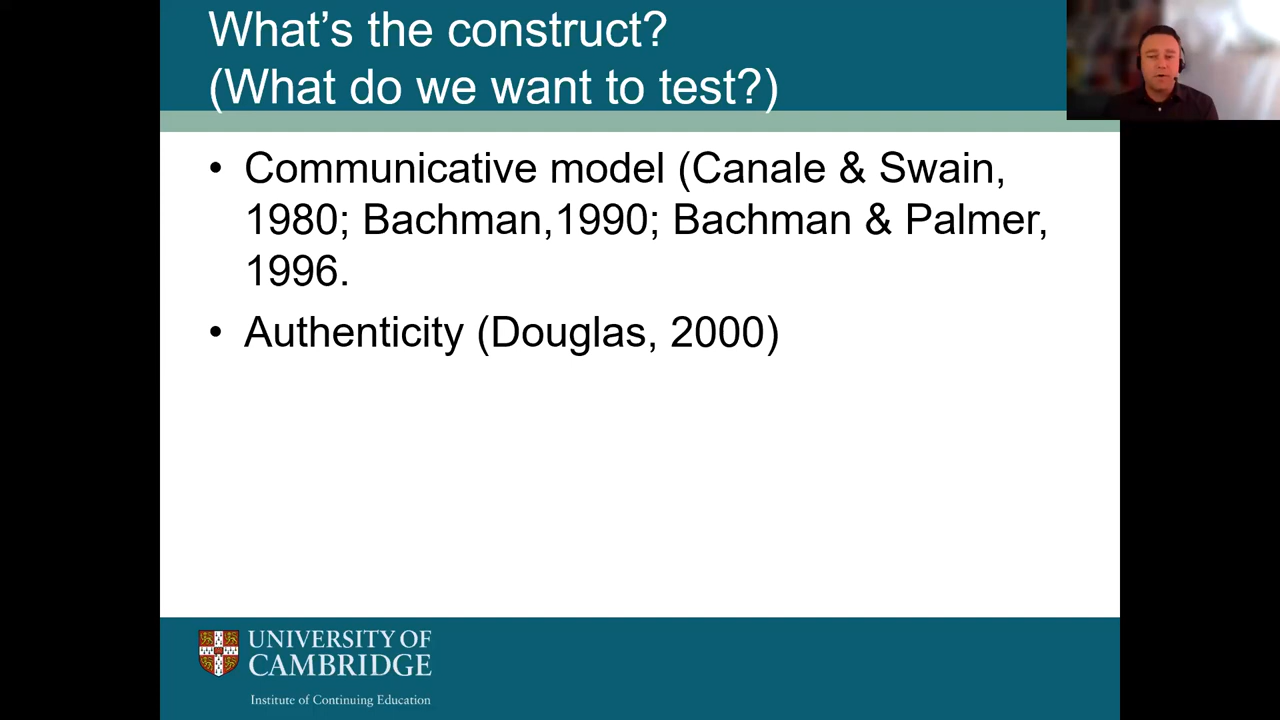 What’s the construct?
(What do we want to test?)
• Communicative model (Canale & Swain,
1980; Bachman,1990; Bachman & Palmer,
1996.
• Authenticity (Douglas, 2000)
UNIVERSITY OF
CAMBRIDGE
Institute of Continuing Education